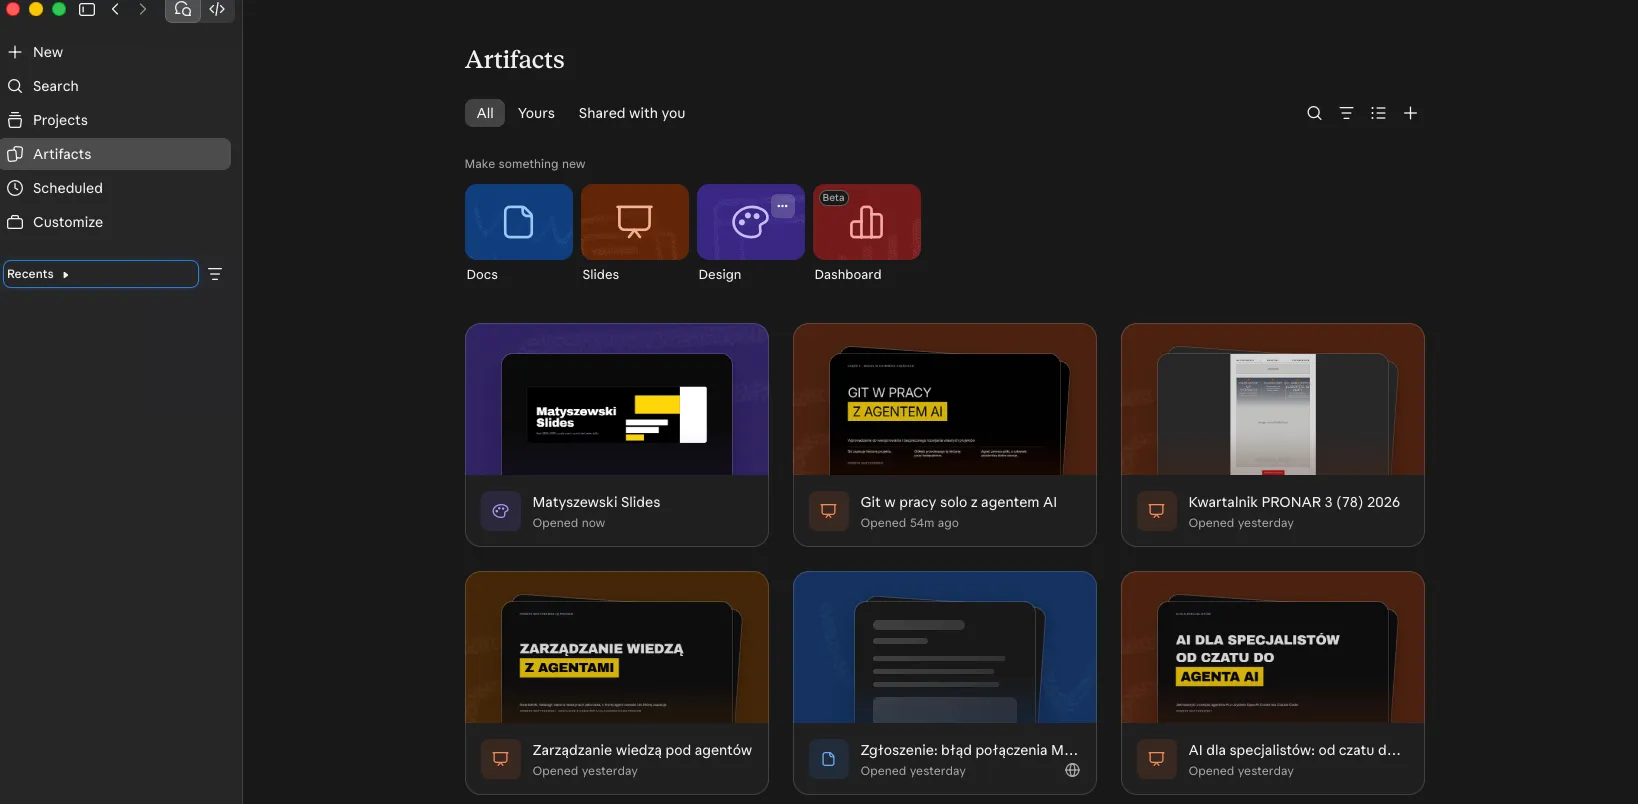 New
Search
Projects
Artifacts
Scheduled
Customize
Recents
Artifacts
All
Yours
Shared with you
Make something new
Docs
Slides
Design
Beta
Dashboard
Matyszewski
Slides
Matyszewski Slides
Opened now
GIT W PRACY
Z AGENTEM AI
Git w pracy solo z agentem AI
Opened 54m ago
Kwartalnik PRONAR 3 (78) 2026
Opened yesterday
ZARZĄDZANIE WIEDZĄ
Z AGENTAMI
Zarządzanie wiedzą pod agentów
Opened yesterday
Zgłoszenie: błąd połączenia M...
Opened yesterday
AI DLA SPECJALISTÓW
OD CZATU DO
AGENTA AI
AI dla specjalistów: od czatu d...
Opened yesterday